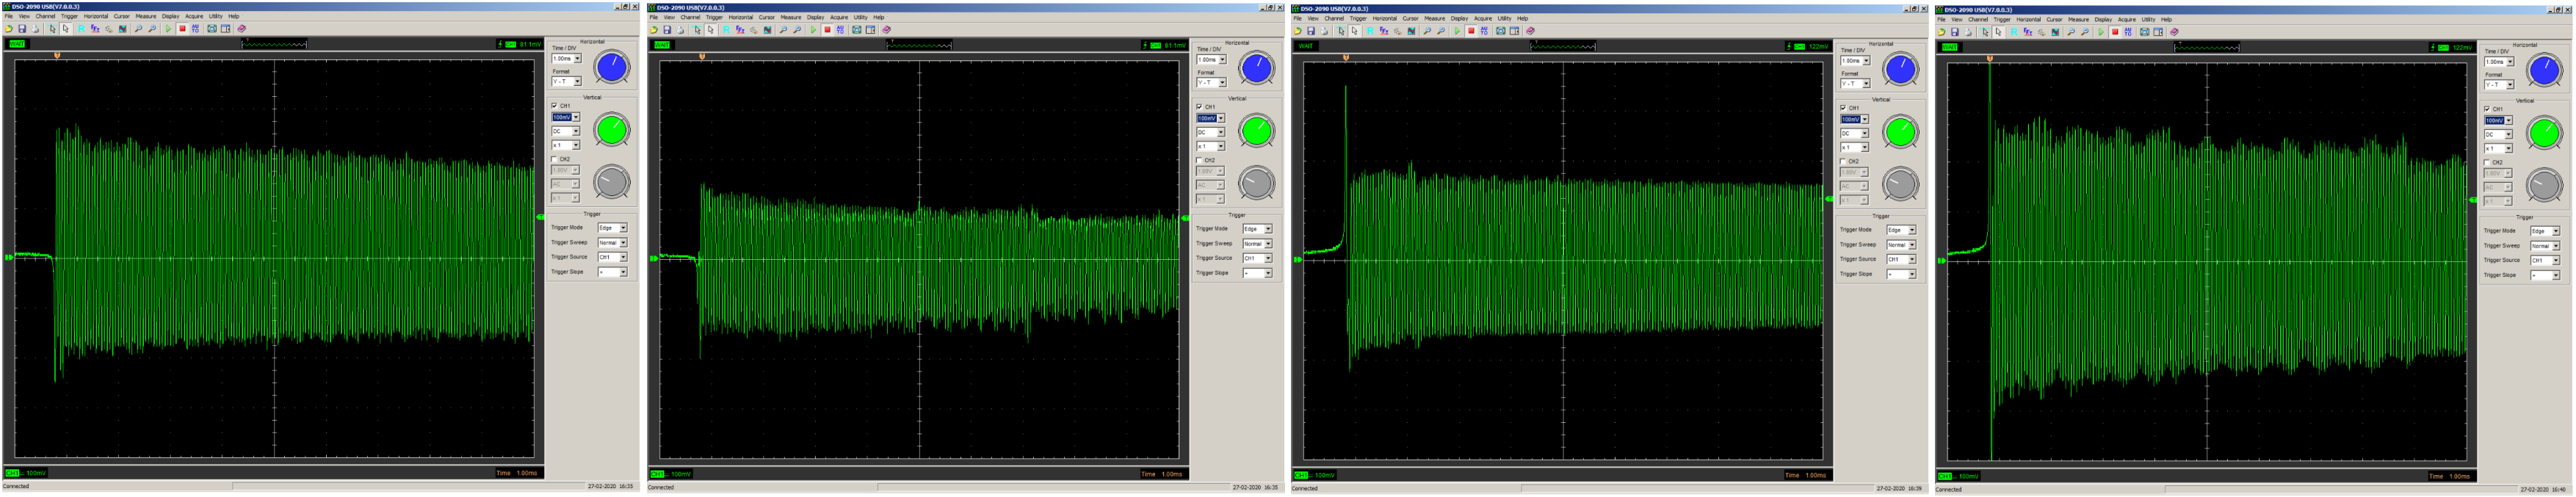 DSO-2090 USB(V7.0.0.3)
File View Channel Trigger Horizontal Cursor Measure Display Acquire Utility Help
WAIT
CH1 81.1mV
Horizontal
Time / DIV
1.00ms
Format
Y - T
Vertical
CH1
100mV
DC
x 1
CH2
1.00V
AC
x 1
Trigger
Trigger Mode Edge
Trigger Sweep Normal
Trigger Source CH1
Trigger Slope +
CH1 100mV
Time 1.00ms
Connected
27-02-2020 16:35
DSO-2090 USB(V7.0.0.3)
File View Channel Trigger Horizontal Cursor Measure Display Acquire Utility Help
WAIT
CH1 81.1mV
Horizontal
Time / DIV
1.00ms
Format
Y - T
Vertical
CH1
100mV
DC
x 1
CH2
1.00V
AC
x 1
Trigger
Trigger Mode Edge
Trigger Sweep Normal
Trigger Source CH1
Trigger Slope +
CH1 100mV
Time 1.00ms
Connected
27-02-2020 16:35
DSO-2090 USB(V7.0.0.3)
File View Channel Trigger Horizontal Cursor Measure Display Acquire Utility Help
WAIT
CH1 122mV
Horizontal
Time / DIV
1.00ms
Format
Y - T
Vertical
CH1
100mV
DC
x 1
CH2
1.00V
AC
x 1
Trigger
Trigger Mode Edge
Trigger Sweep Normal
Trigger Source CH1
Trigger Slope +
CH1 100mV
Time 1.00ms
Connected
27-02-2020 16:39
DSO-2090 USB(V7.0.0.3)
File View Channel Trigger Horizontal Cursor Measure Display Acquire Utility Help
WAIT
CH1 122mV
Horizontal
Time / DIV
1.00ms
Format
Y - T
Vertical
CH1
100mV
DC
x 1
CH2
1.00V
AC
x 1
Trigger
Trigger Mode Edge
Trigger Sweep Normal
Trigger Source CH1
Trigger Slope +
CH1 100mV
Time 1.00ms
Connected
27-02-2020 16:40